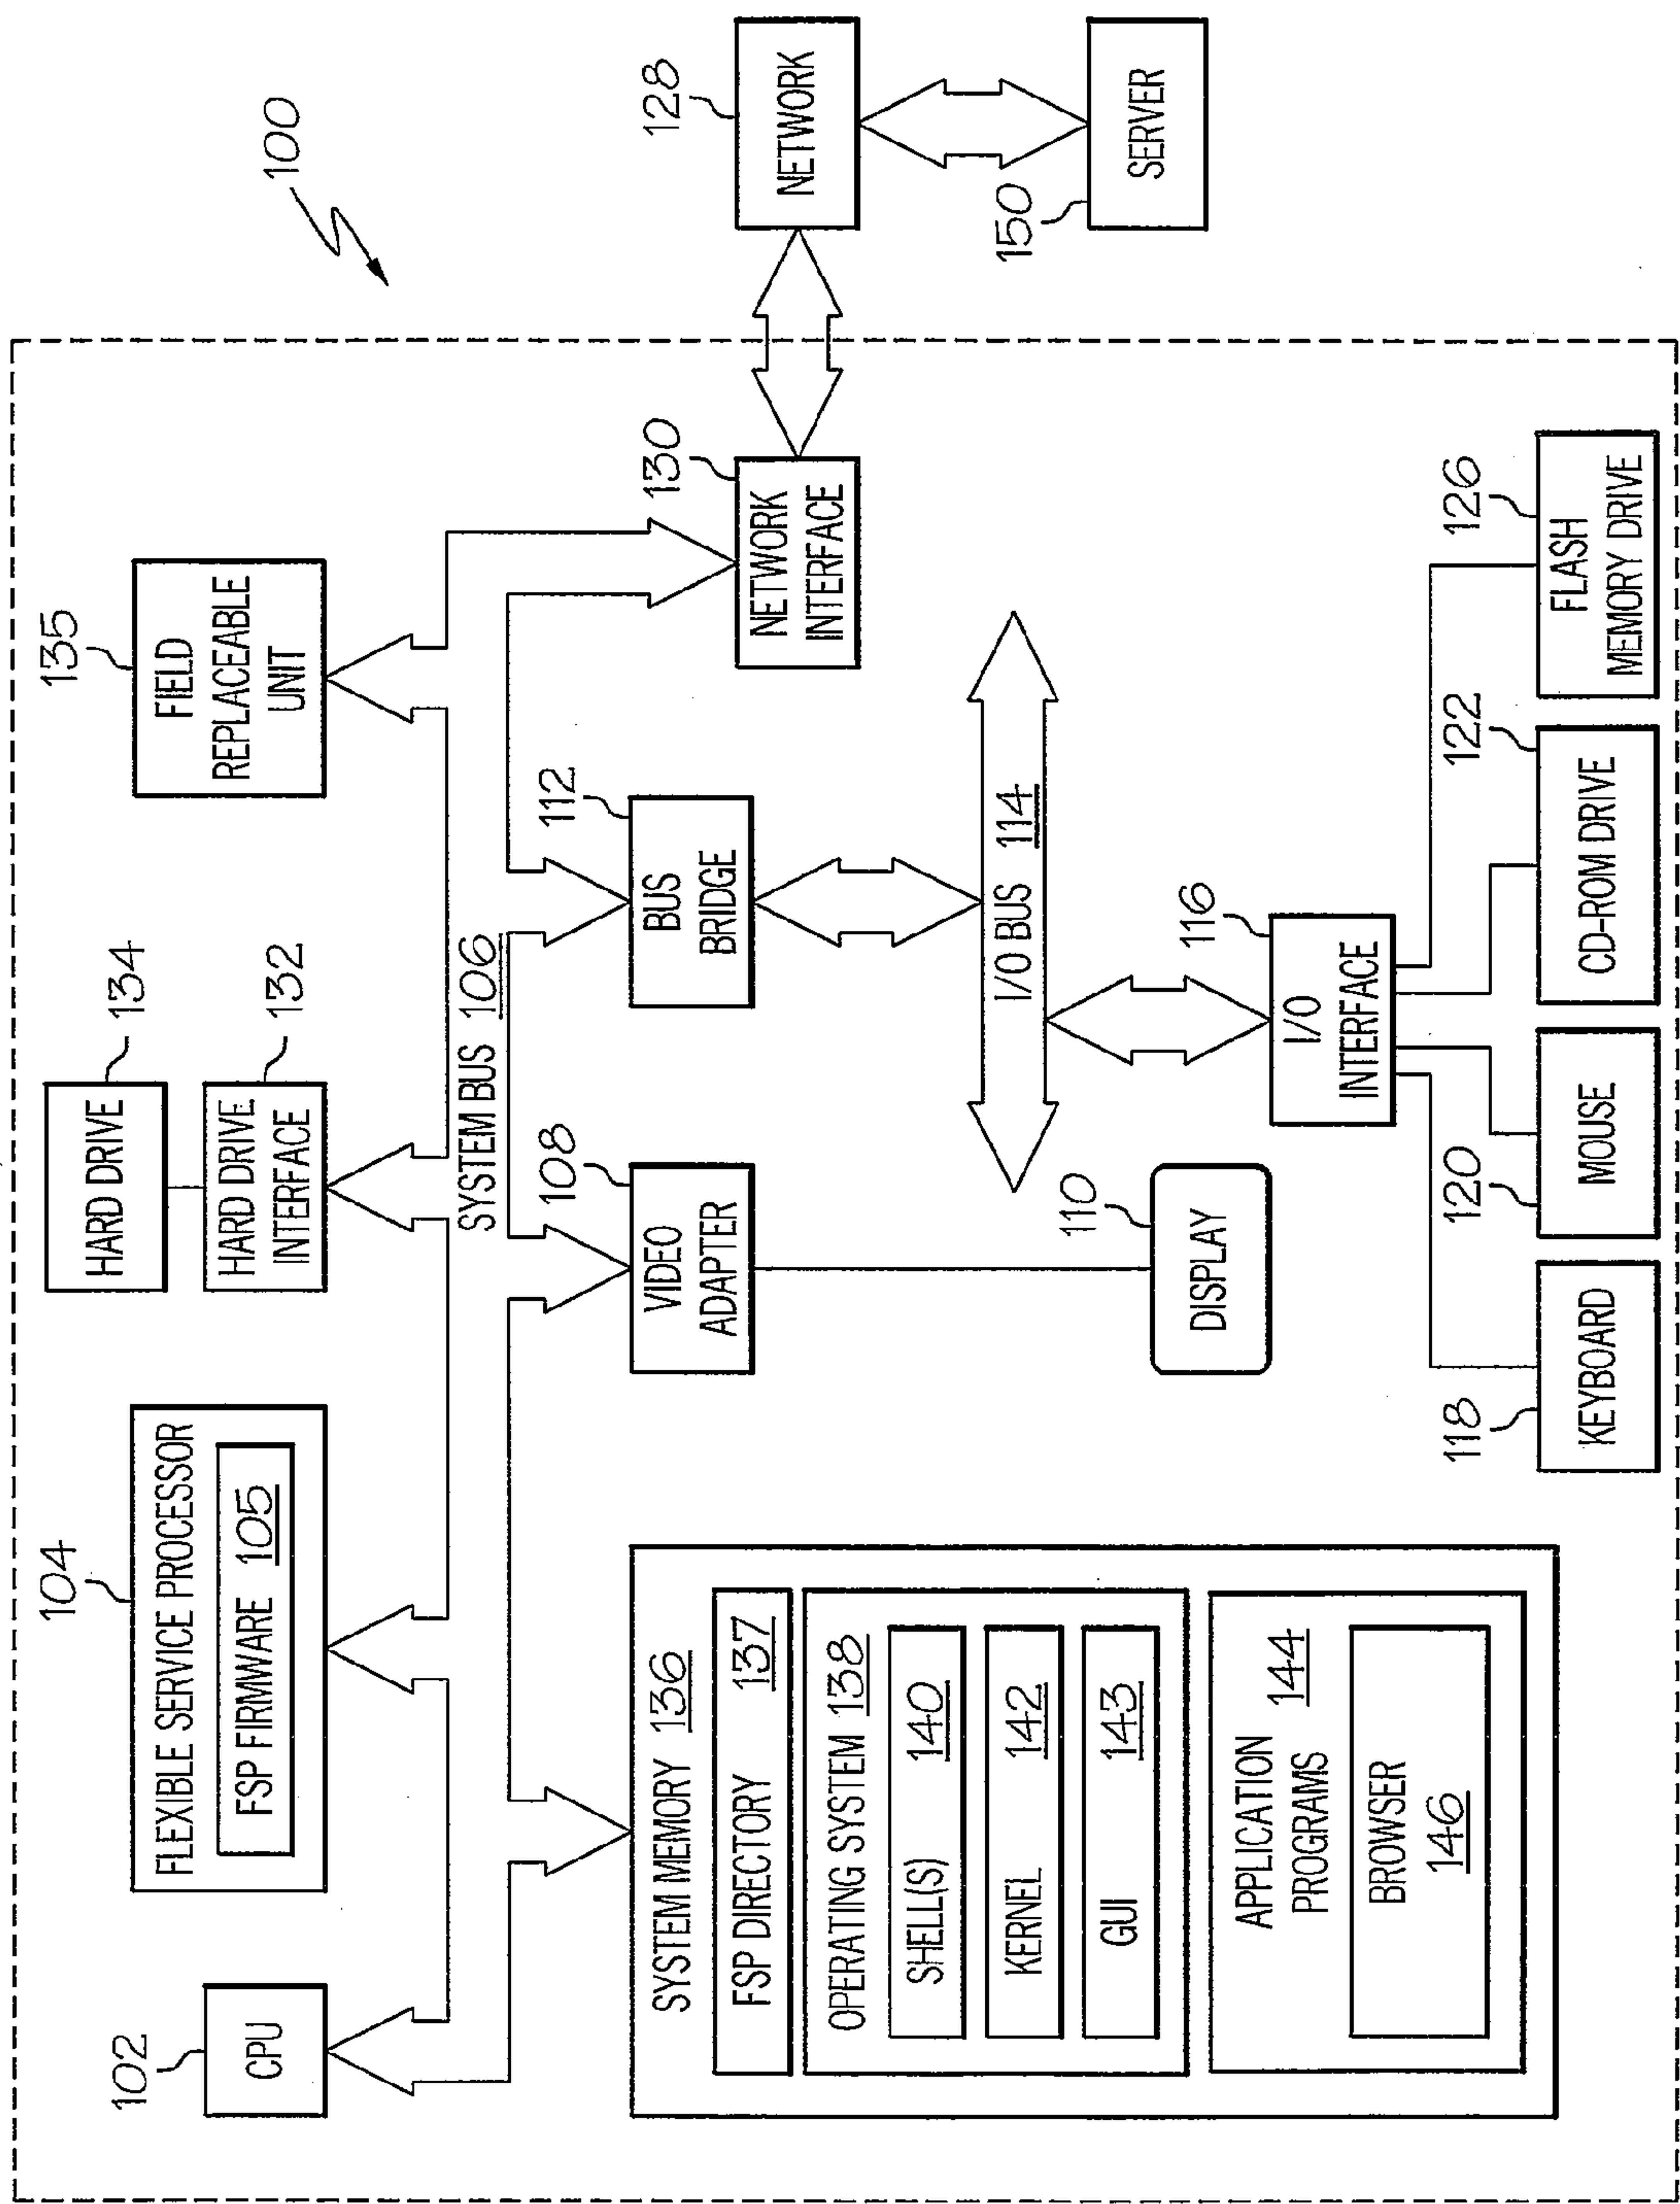 100
102
CPU
104
FLEXIBLE SERVICE PROCESSOR
FSP FIRMWARE 105
134
HARD DRIVE
132
HARD DRIVE
INTERFACE
135
FIELD
REPLACEABLE
UNIT
SYSTEM BUS 106
SYSTEM MEMORY 136
FSP DIRECTORY 137
OPERATING SYSTEM 138
SHELL(S) 140
KERNEL 142
GUI 143
APPLICATION
PROGRAMS 144
BROWSER
146
108
VIDEO
ADAPTER
112
BUS
BRIDGE
130
NETWORK
INTERFACE
128
NETWORK
150
SERVER
I/O BUS 114
110
DISPLAY
116
I/O
INTERFACE
118
KEYBOARD
120
MOUSE
122
CD-ROM DRIVE
126
FLASH
MEMORY DRIVE